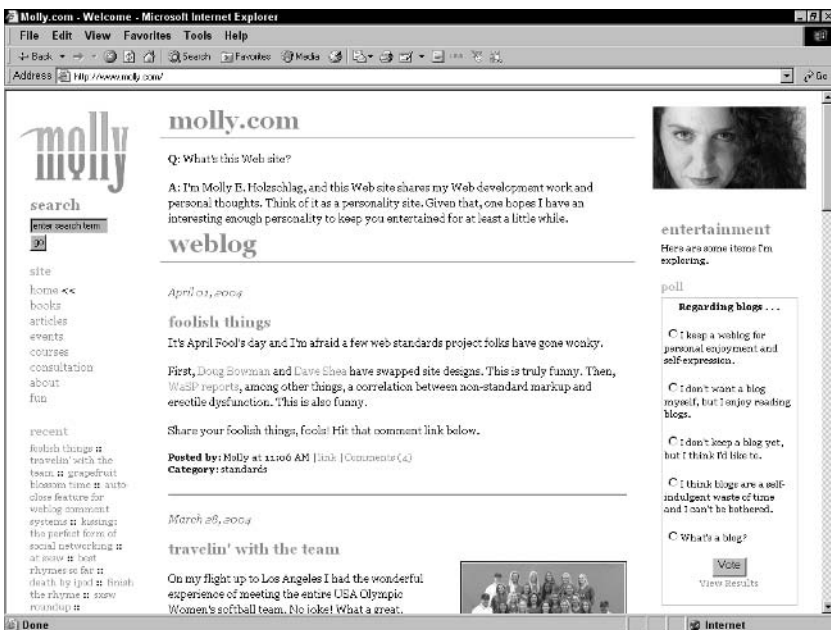 Molly.com - Welcome - Microsoft Internet Explorer
File Edit View Favorites Tools Help
Back Search Favorites Media
Address http://www.molly.com/ Go
molly
search
enter search term
go
site
home <<
books
articles
events
courses
consultation
about
fun
recent
foolish things ::
travelin' with the
team :: grapefruit
blossom time :: auto-
close feature for
weblog comment
systems :: kissing:
the perfect form of
social networking ::
at sxsw :: best
rhymes so far ::
death by ipod :: finish
the rhyme :: sxsw
roundup ::
molly.com
Q: What's this Web site?
A: I'm Molly E. Holzschlag, and this Web site shares my Web development work and
personal thoughts. Think of it as a personality site. Given that, one hopes I have an
interesting enough personality to keep you entertained for at least a little while.
weblog
April 01, 2004
foolish things
It's April Fool's day and I'm afraid a few web standards project folks have gone wonky.
First, Doug Bowman and Dave Shea have swapped site designs. This is truly funny. Then,
WaSP reports, among other things, a correlation between non-standard markup and
erectile dysfunction. This is also funny.
Share your foolish things, fools! Hit that comment link below.
Posted by: Molly at 11:06 AM | link | Comments (4)
Category: standards
March 28, 2004
travelin' with the team
On my flight up to Los Angeles I had the wonderful
experience of meeting the entire USA Olympic
Women's softball team. No joke! What a great,
entertainment
Here are some items I'm
exploring.
poll
Regarding blogs . . .
I keep a weblog for
personal enjoyment and
self-expression.
I don't want a blog
myself, but I enjoy reading
blogs.
I don't keep a blog yet,
but I think I'd like to.
I think blogs are a self-
indulgent waste of time
and I can't be bothered.
What's a blog?
Vote
View Results
Done Internet